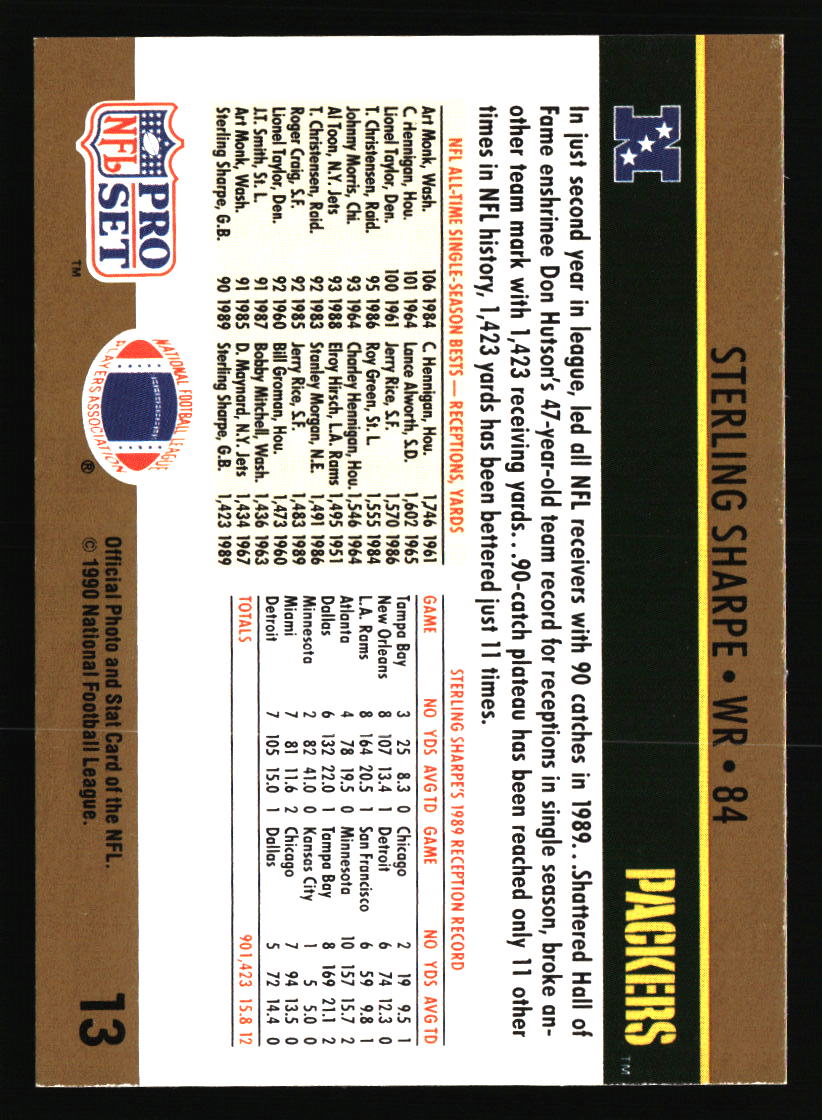 STERLING SHARPE • WR • 84
N
PACKERS
TM
In just second year in league, led all NFL receivers with 90 catches in 1989...Shattered Hall of
Fame enshrinee Don Hutson's 47-year-old team record for receptions in single season, broke an-
other team mark with 1,423 receiving yards...90-catch plateau has been reached only 11 other
times in NFL history, 1,423 yards has been bettered just 11 times.
NFL ALL-TIME SINGLE-SEASON BESTS — RECEPTIONS, YARDS
Art Monk, Wash. 106 1984 C. Hennigan, Hou. 1,746 1961
C. Hennigan, Hou. 101 1964 Lance Alworth, S.D. 1,602 1965
Lionel Taylor, Den. 100 1961 Jerry Rice, S.F. 1,570 1986
T. Christensen, Raid. 95 1986 Roy Green, St. L. 1,555 1984
Johnny Morris, Chi. 93 1964 Charley Hennigan, Hou. 1,546 1964
Al Toon, N.Y. Jets 93 1988 Elroy Hirsch, L.A. Rams 1,495 1951
T. Christensen, Raid. 92 1983 Stanley Morgan, N.E. 1,491 1986
Roger Craig, S.F. 92 1985 Jerry Rice, S.F. 1,483 1989
Lionel Taylor, Den. 92 1960 Bill Groman, Hou. 1,473 1960
J.T. Smith, St. L. 91 1987 Bobby Mitchell, Wash. 1,436 1963
Art Monk, Wash. 91 1985 D. Maynard, N.Y. Jets 1,434 1967
Sterling Sharpe, G.B. 90 1989 Sterling Sharpe, G.B. 1,423 1989
STERLING SHARPE'S 1989 RECEPTION RECORD
GAME NO YDS AVG TD GAME NO YDS AVG TD
Tampa Bay 3 25 8.3 0 Chicago 2 19 9.5 1
New Orleans 8 107 13.4 1 Detroit 6 74 12.3 0
L.A. Rams 8 164 20.5 1 San Francisco 6 59 9.8 1
Atlanta 4 78 19.5 0 Minnesota 10 157 15.7 2
Dallas 6 132 22.0 1 Tampa Bay 8 169 21.1 2
Minnesota 2 82 41.0 0 Kansas City 1 5 5.0 0
Miami 7 81 11.6 2 Chicago 7 94 13.5 0
Detroit 7 105 15.0 1 Dallas 5 72 14.4 0
TOTALS 90 1,423 15.8 12
NFL
PRO
SET
TM
NATIONAL FOOTBALL LEAGUE
PLAYERS ASSOCIATION
®
Official Photo and Stat Card of the NFL.
© 1990 National Football League.
13